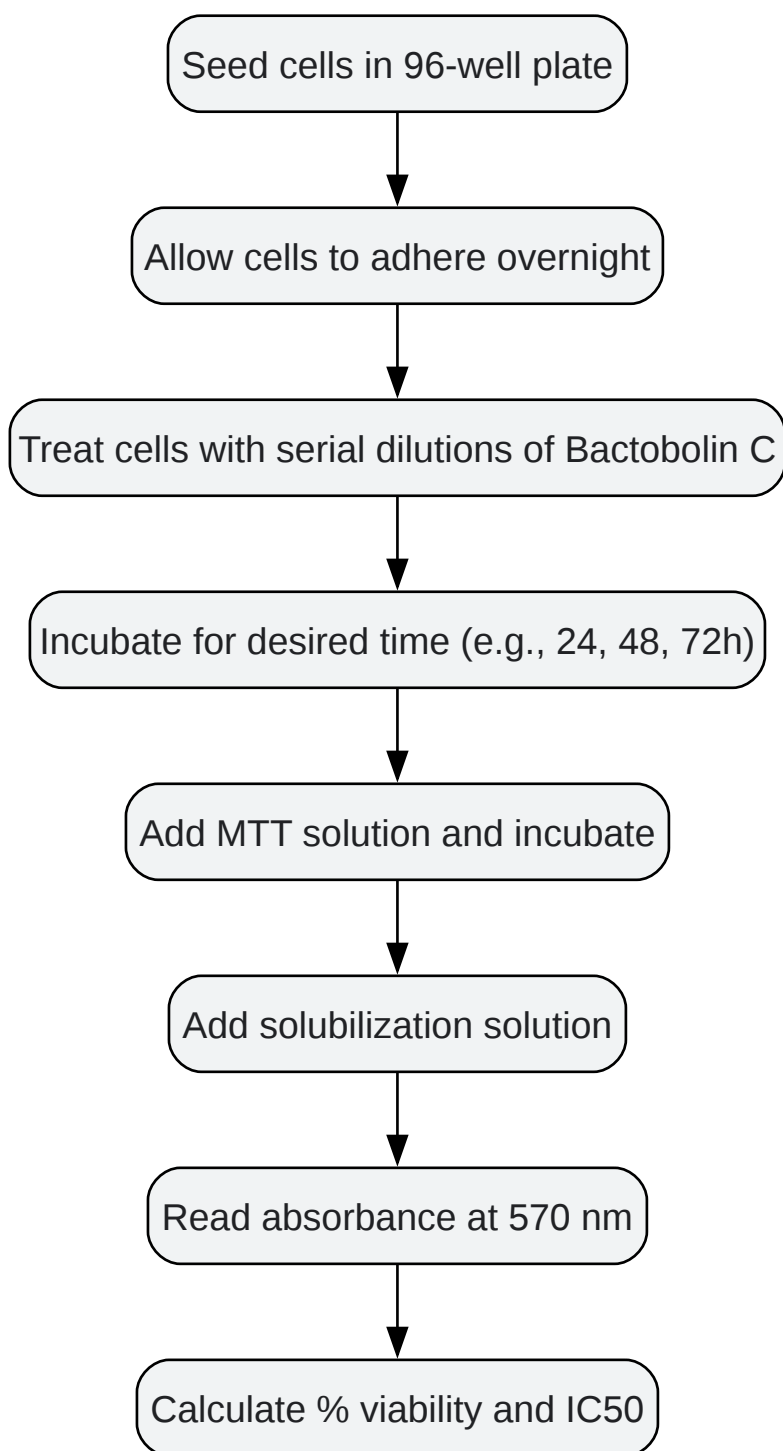 Seed cells in 96-well plate
Allow cells to adhere overnight
Treat cells with serial dilutions of Bactobolin C
Incubate for desired time (e.g., 24, 48, 72h)
Add MTT solution and incubate
Add solubilization solution
Read absorbance at 570 nm
Calculate % viability and IC50